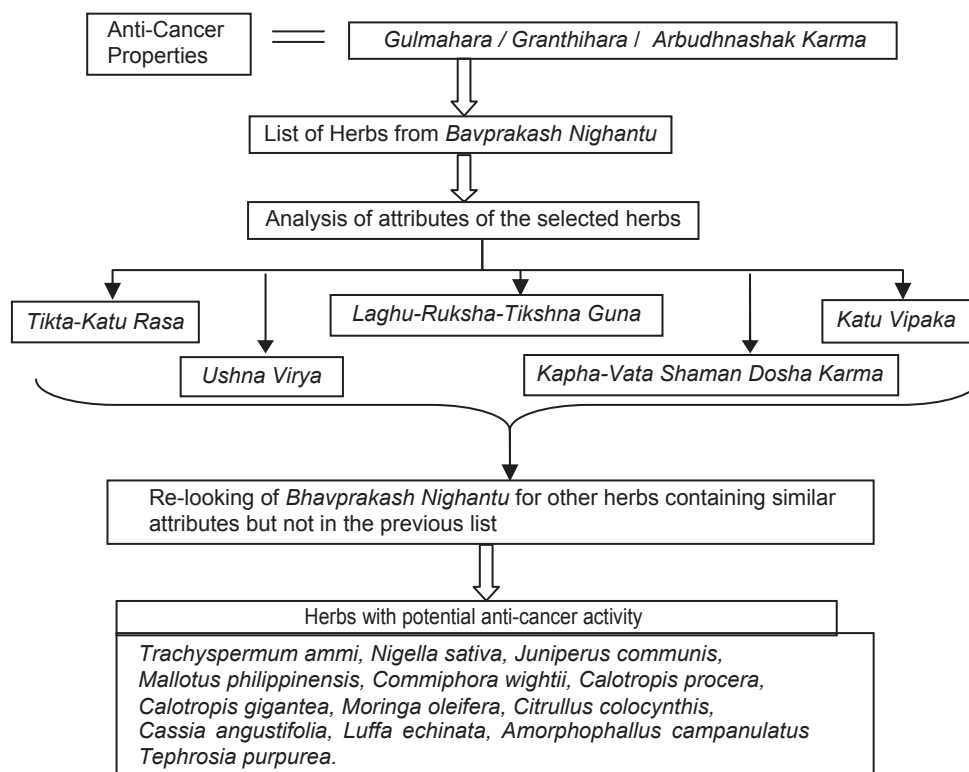 Anti-Cancer
Properties
Gulmahara / Granthihara / Arbudhnashak Karma
List of Herbs from Bavprakash Nighantu
Analysis of attributes of the selected herbs
Tikta-Katu Rasa
Laghu-Ruksha-Tikshna Guna
Katu Vipaka
Ushna Virya
Kapha-Vata Shaman Dosha Karma
Re-looking of Bhavprakash Nighantu for other herbs containing similar
attributes but not in the previous list
Herbs with potential anti-cancer activity
Trachyspermum ammi, Nigella sativa, Juniperus communis,
Mallotus philippinensis, Commiphora wightii, Calotropis procera,
Calotropis gigantea, Moringa oleifera, Citrullus colocynthis,
Cassia angustifolia, Luffa echinata, Amorphophallus campanulatus
Tephrosia purpurea.